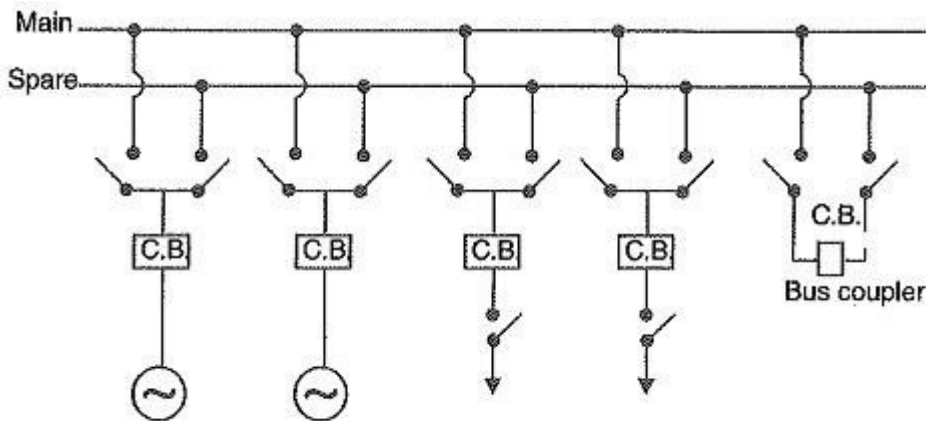 Main
Spare
C.B.
C.B. C.B. C.B. C.B.
Bus coupler